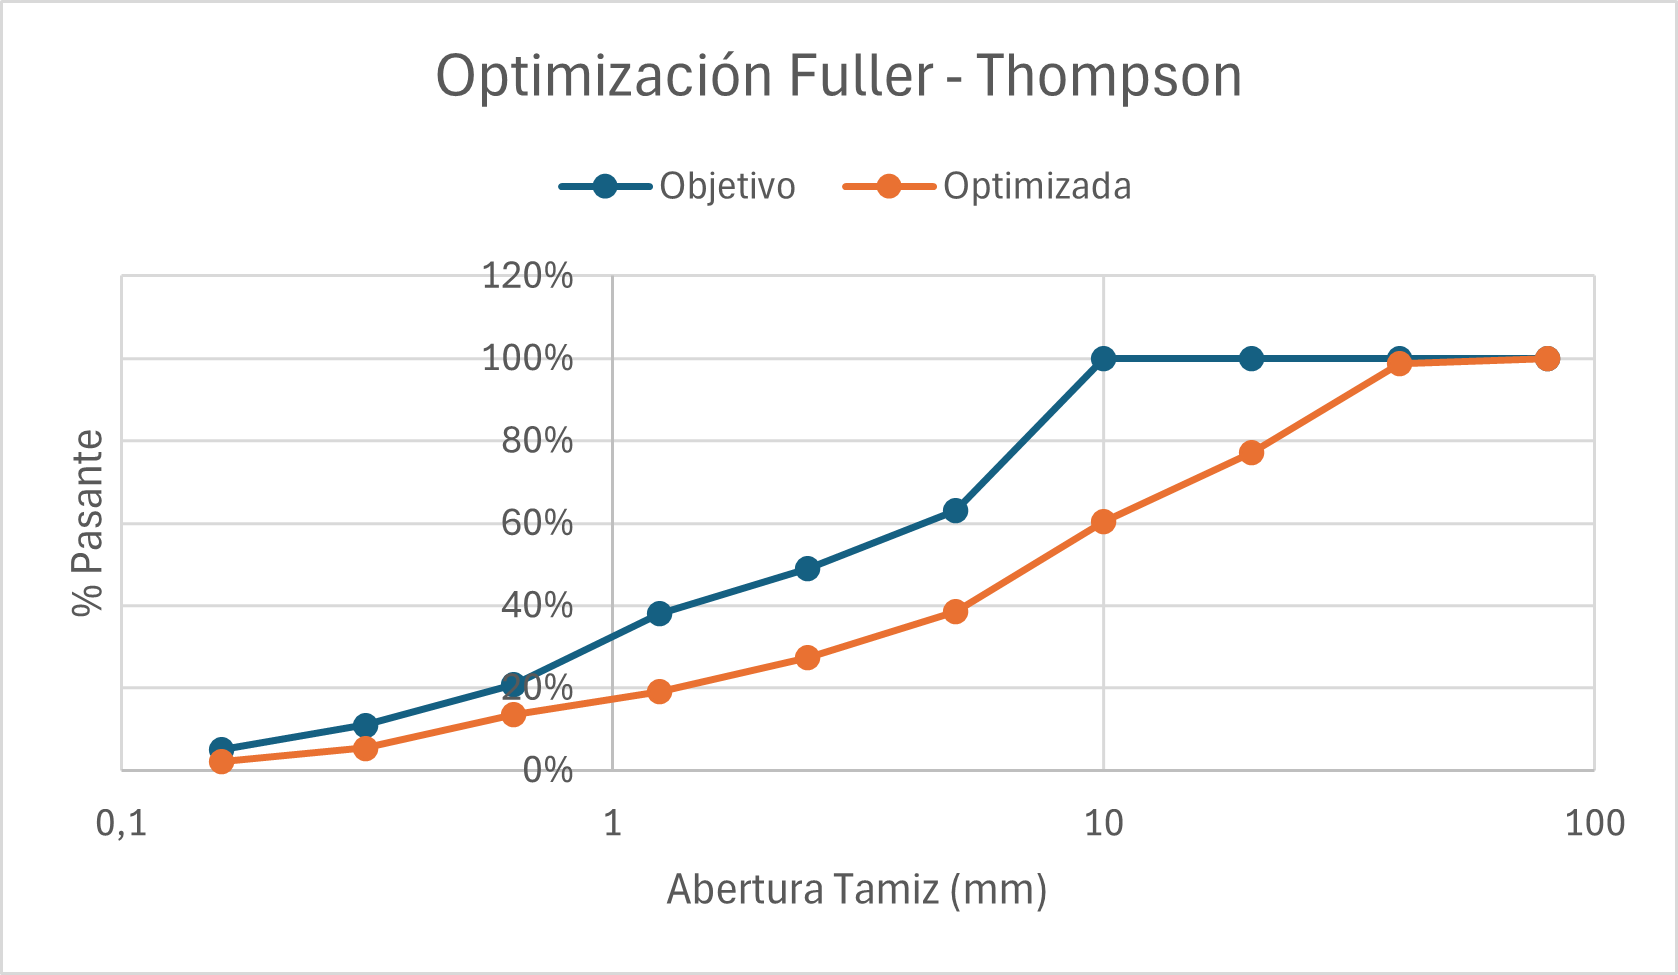 Optimización Fuller - Thompson
Objetivo Optimizada
120%
100%
80%
60%
40%
20%
0%
% Pasante
0,1 1 10 100
Abertura Tamiz (mm)